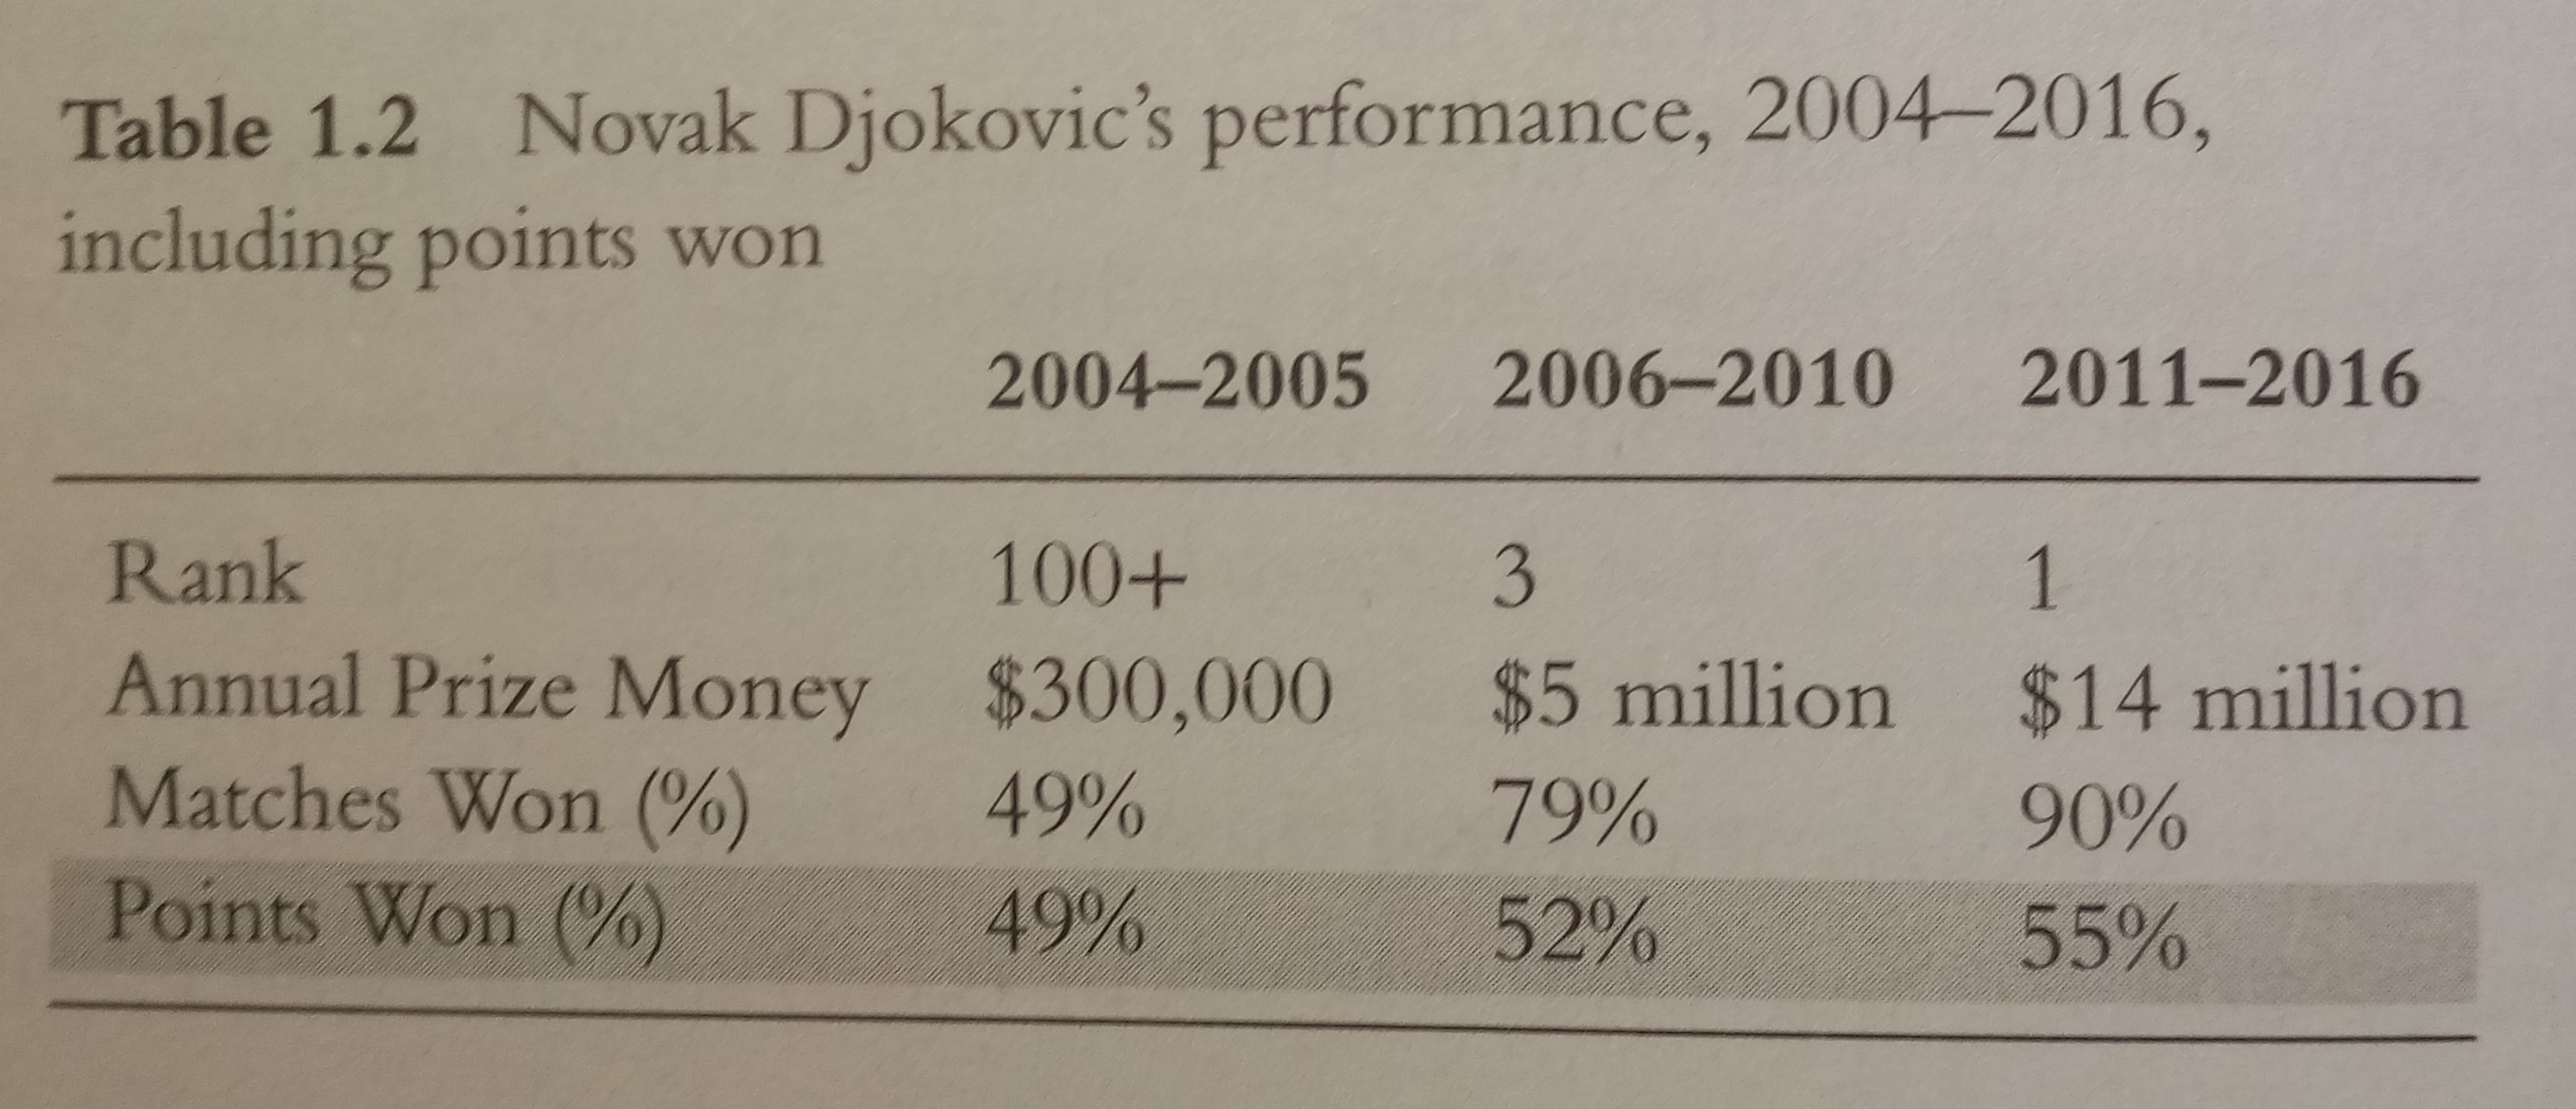 Table 1.2 Novak Djokovic's performance, 2004–2016,
including points won
2004–2005 2006–2010 2011–2016
Rank 100+ 3 1
Annual Prize Money $300,000 $5 million $14 million
Matches Won (%) 49% 79% 90%
Points Won (%) 49% 52% 55%